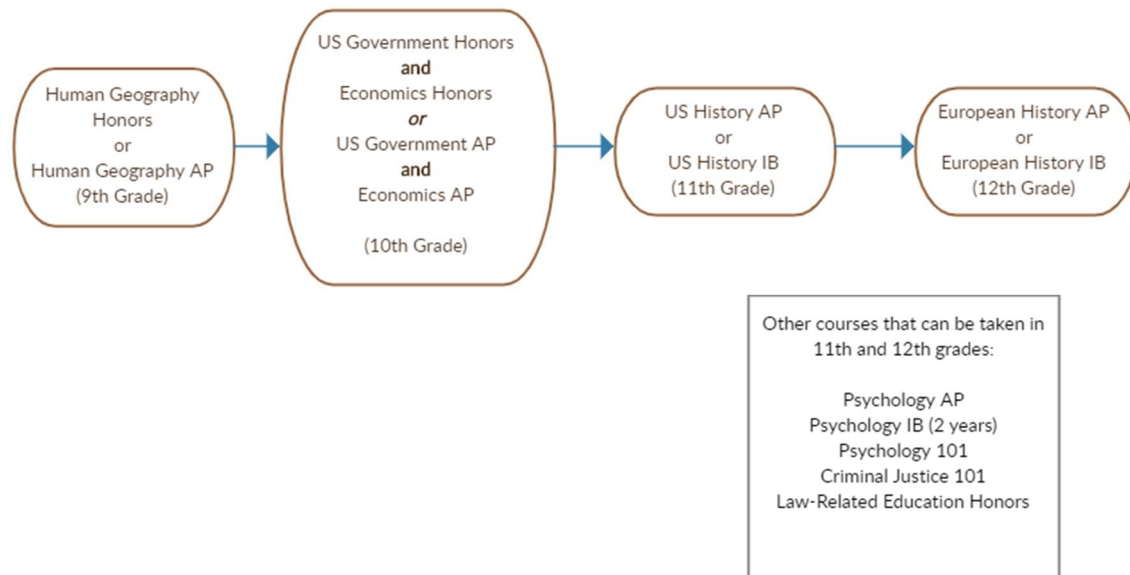 Human Geography
Honors
or
Human Geography AP
(9th Grade)
US Government Honors
and
Economics Honors
or
US Government AP
and
Economics AP
(10th Grade)
US History AP
or
US History IB
(11th Grade)
European History AP
or
European History IB
(12th Grade)
Other courses that can be taken in
11th and 12th grades:
Psychology AP
Psychology IB (2 years)
Psychology 101
Criminal Justice 101
Law-Related Education Honors